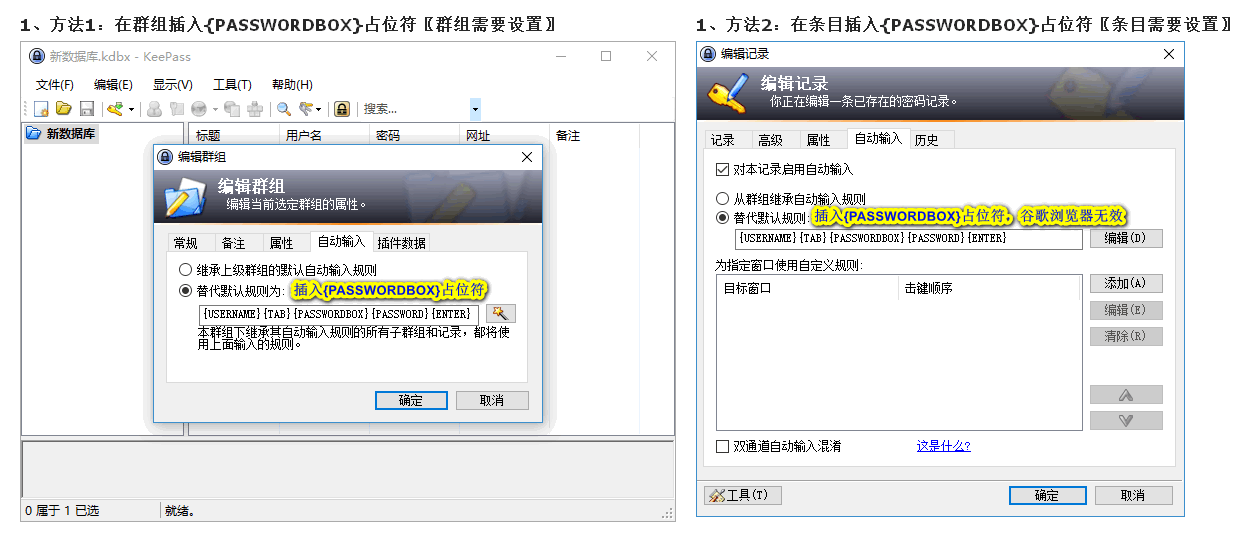 1、方法1：在群组插入{PASSWORDBOX}占位符〖群组需要设置〗
新数据库.kdbx - KeePass
文件(F) 编辑(E) 显示(V) 工具(T) 帮助(H)
搜索...
新数据库
标题 用户名 密码 网址 备注
编辑群组
编辑群组
编辑当前选定群组的属性。
常规 备注 属性 自动输入 插件数据
继承上级群组的默认自动输入规则
替代默认规则为: 插入{PASSWORDBOX}占位符
{USERNAME}{TAB}{PASSWORDBOX}{PASSWORD}{ENTER}
本群组下继承其自动输入规则的所有子群组和记录，都将使
用上面输入的规则。
确定 取消
0 属于 1 已选 就绪。
1、方法2：在条目插入{PASSWORDBOX}占位符〖条目需要设置〗
编辑记录
编辑记录
你正在编辑一条已存在的密码记录。
记录 高级 属性 自动输入 历史
对本记录启用自动输入
从群组继承自动输入规则
替代默认规则: 插入{PASSWORDBOX}占位符，谷歌浏览器无效
{USERNAME}{TAB}{PASSWORDBOX}{PASSWORD}{ENTER} 编辑(D)
为指定窗口使用自定义规则:
目标窗口 击键顺序 添加(A)
编辑(E)
清除(R)
双通道自动输入混淆 这是什么?
工具(T) 确定 取消